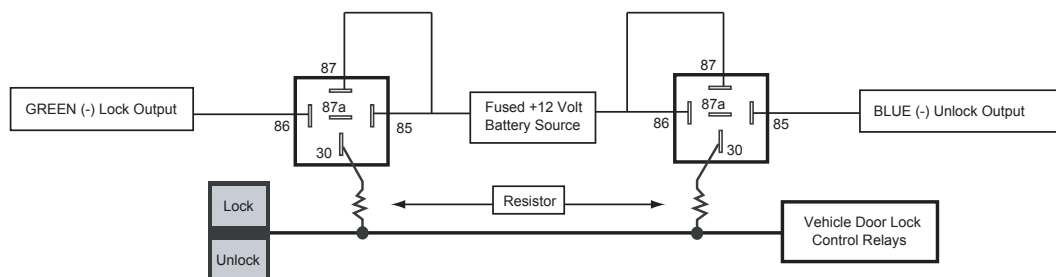 87
87
GREEN (-) Lock Output
87a
86
85
30
Fused +12 Volt
Battery Source
87a
86
85
30
BLUE (-) Unlock Output
Lock
Resistor
Unlock
Vehicle Door Lock
Control Relays